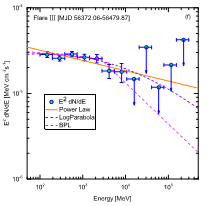 Flare III [MJD 56372.06-56479.87]
(f)
10^-5
E² dN/dE [MeV cm⁻² s⁻¹]
E² dN/dE
Power Law
LogParabola
BPL
10^-6
10² 10³ 10⁴ 10⁵
Energy [MeV]